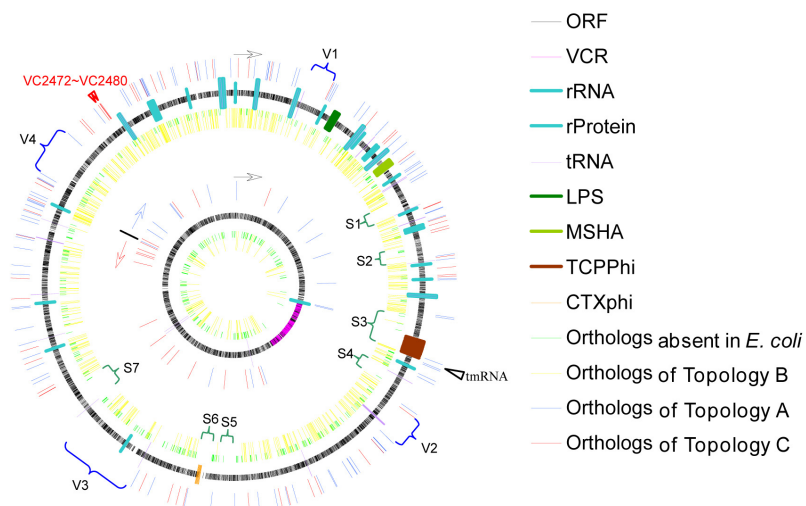 V1
VC2472~VC2480
V4
S1
S2
S3
S4
tmRNA
S7
S6 S5
V2
V3
ORF
VCR
rRNA
rProtein
tRNA
LPS
MSHA
TCPPhi
CTXphi
Orthologs absent in E. coli
Orthologs of Topology B
Orthologs of Topology A
Orthologs of Topology C